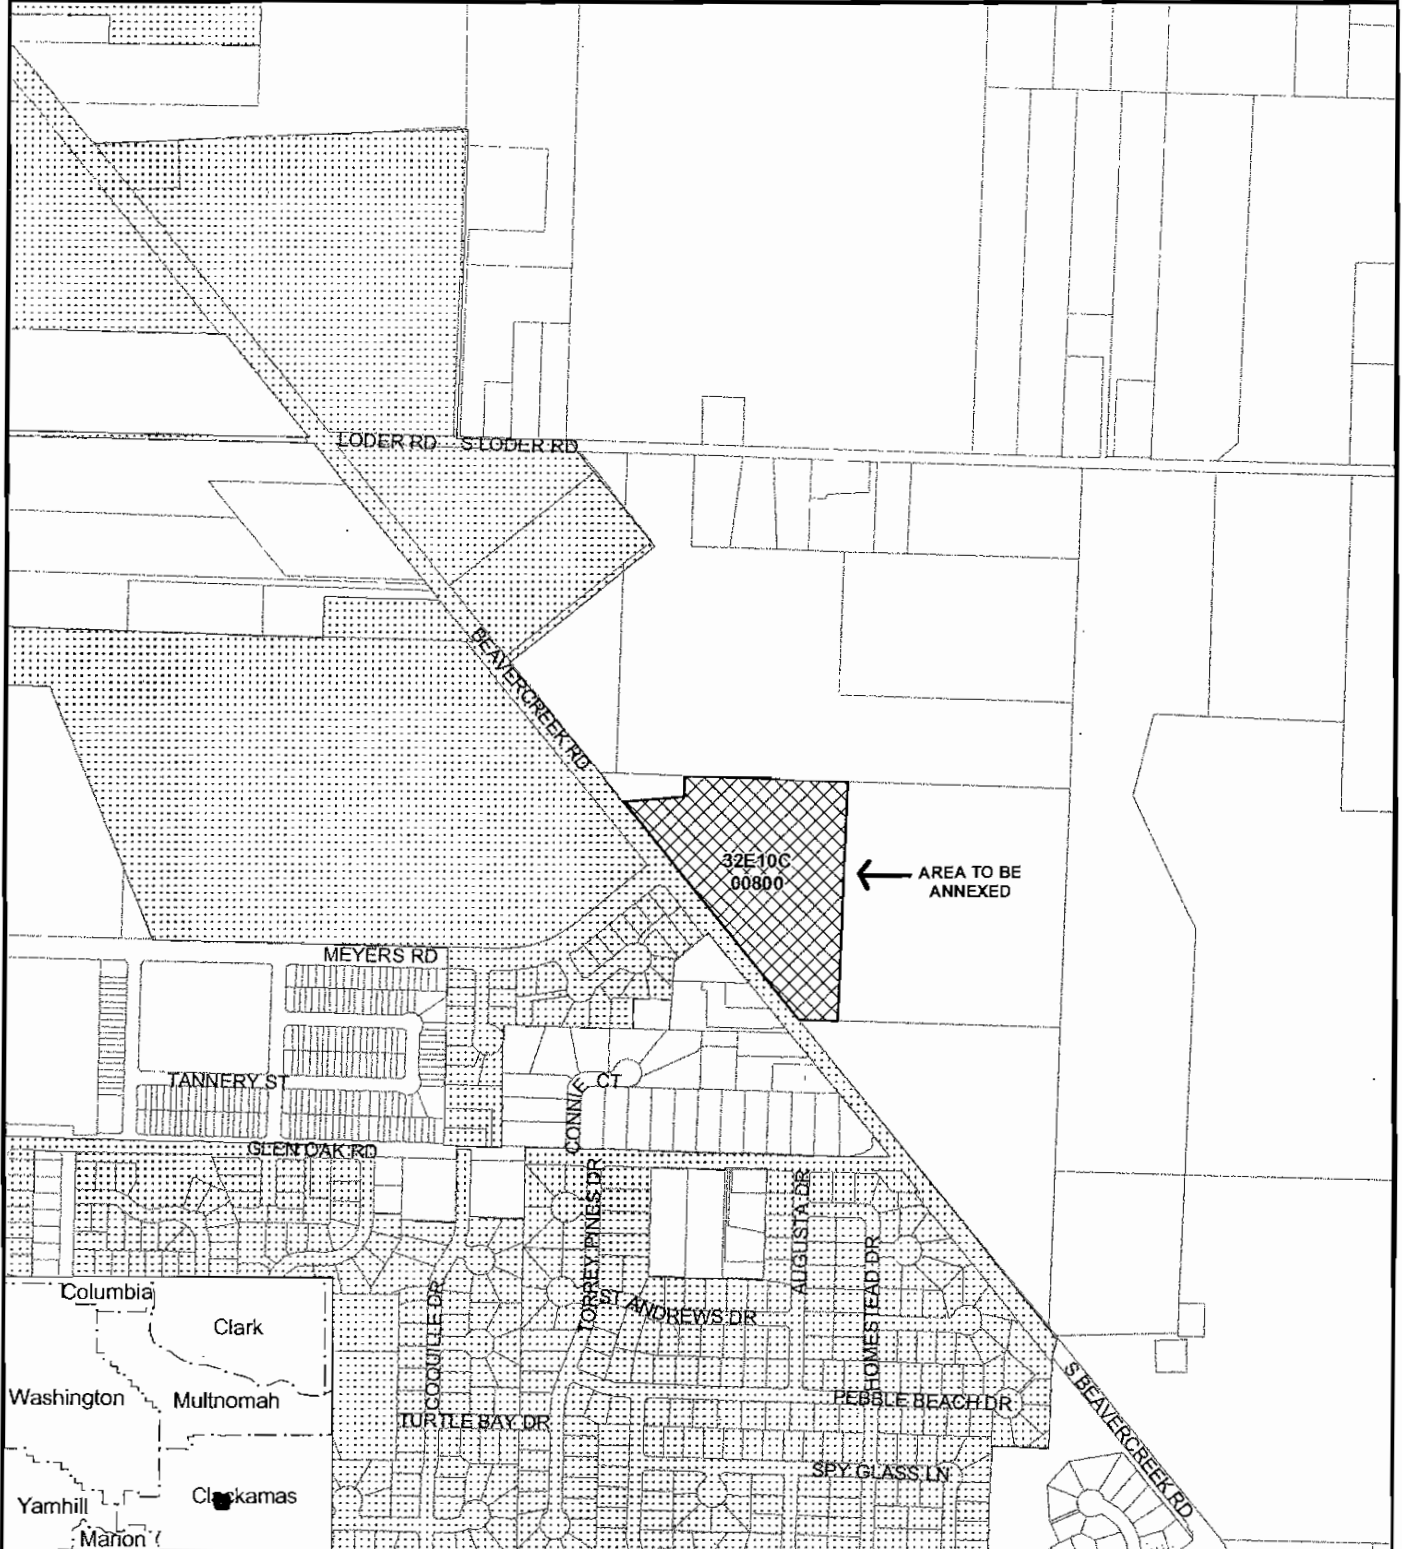 LODER RD
S LODER RD
BEAVERCREEK RD
32E10C
00800
AREA TO BE
ANNEXED
MEYERS RD
TANNERY ST
CONNIE CT
GLEN OAK RD
TORREY PINES DR
AUGUSTA DR
HOMESTEAD DR
COQUILLE DR
ST ANDREWS DR
PEBBLE BEACH DR
TURTLE BAY DR
SPY GLASS LN
S BEAVERCREEK RD
Columbia
Clark
Washington
Multnomah
Yamhill
Clackamas
Marion